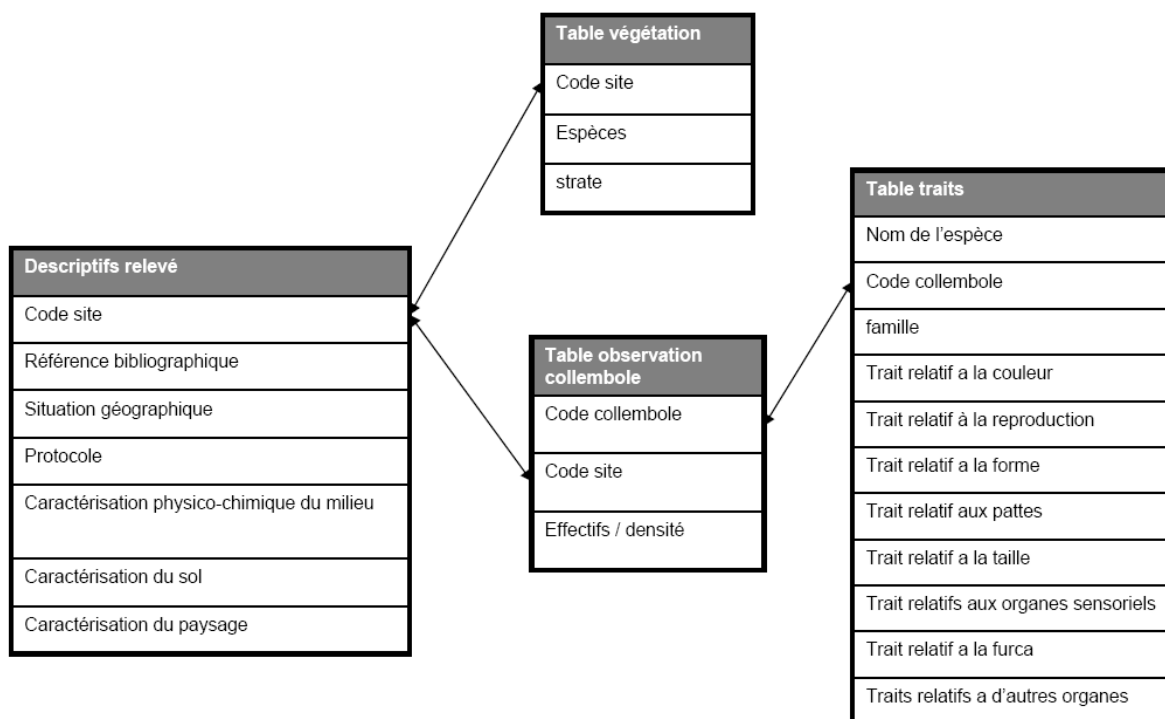 Table végétation
Code site
Espèces
strate
Descriptifs relevé
Code site
Référence bibliographique
Situation géographique
Protocole
Caractérisation physico-chimique du milieu
Caractérisation du sol
Caractérisation du paysage
Table observation
collembole
Code collembole
Code site
Effectifs / densité
Table traits
Nom de l'espèce
Code collembole
famille
Trait relatif a la couleur
Trait relatif à la reproduction
Trait relatif a la forme
Trait relatif aux pattes
Trait relatif a la taille
Trait relatifs aux organes sensoriels
Trait relatif a la furca
Traits relatifs a d'autres organes